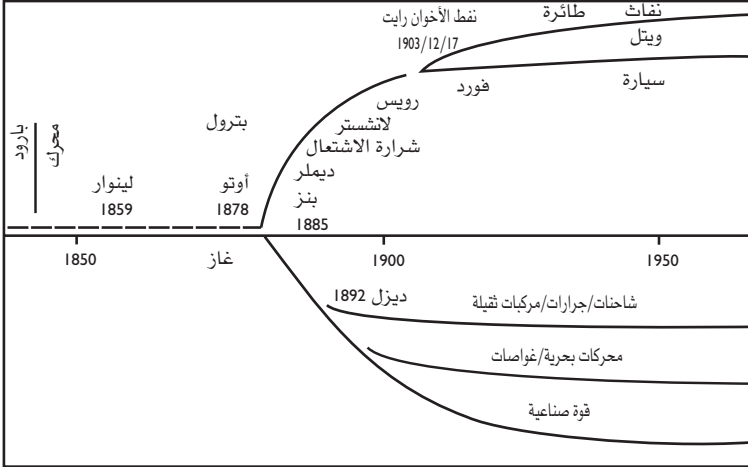 نفاث
طائرة
نفط الأخوان رايت
1903/12/17
ويتل
سيارة
فورد
رويس
لانشستر
شرارة الاشتعال
ديملر
بنز
1885
بترول
أوتو
1878
لينوار
1859
محرك
بارود
1850
غاز
1900
1950
ديزل 1892
شاحنات/جرارات/مركبات ثقيلة
محركات بحرية/غواصات
قوة صناعية